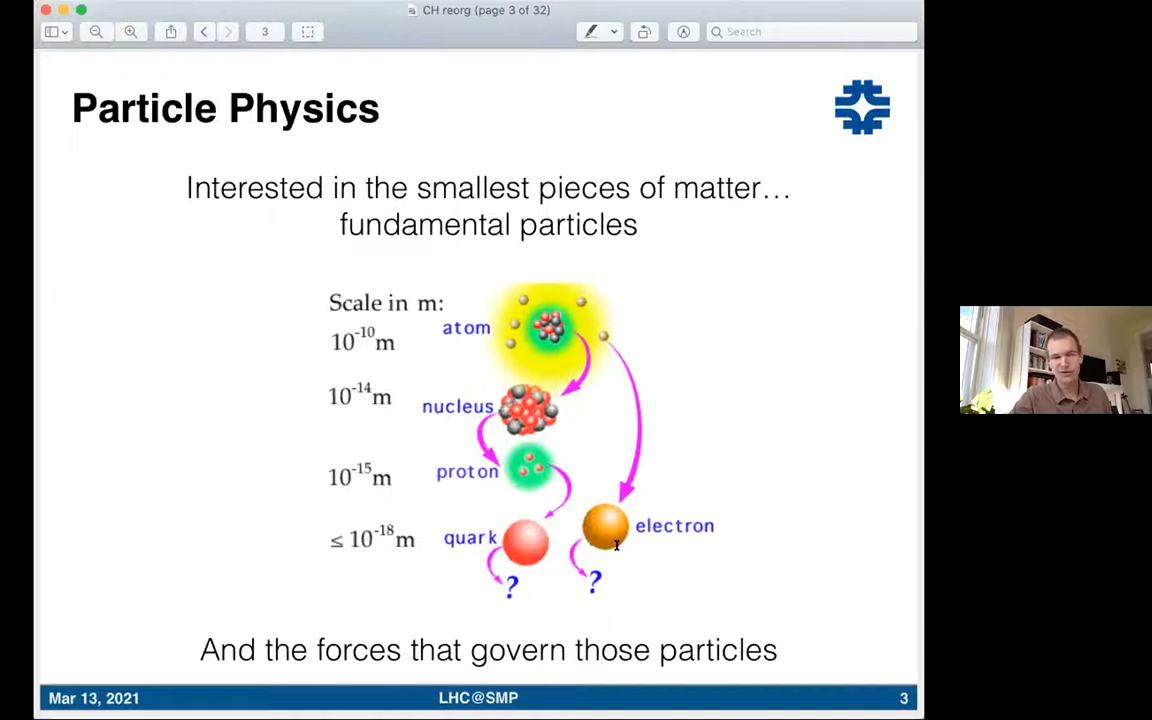 CH reorg (page 3 of 32)
3
Search
Particle Physics
Interested in the smallest pieces of matter…
fundamental particles
Scale in m:
atom
10⁻¹⁰m
10⁻¹⁴m
nucleus
10⁻¹⁵m
proton
≤ 10⁻¹⁸m
quark
electron
?
?
And the forces that govern those particles
Mar 13, 2021
LHC@SMP
3